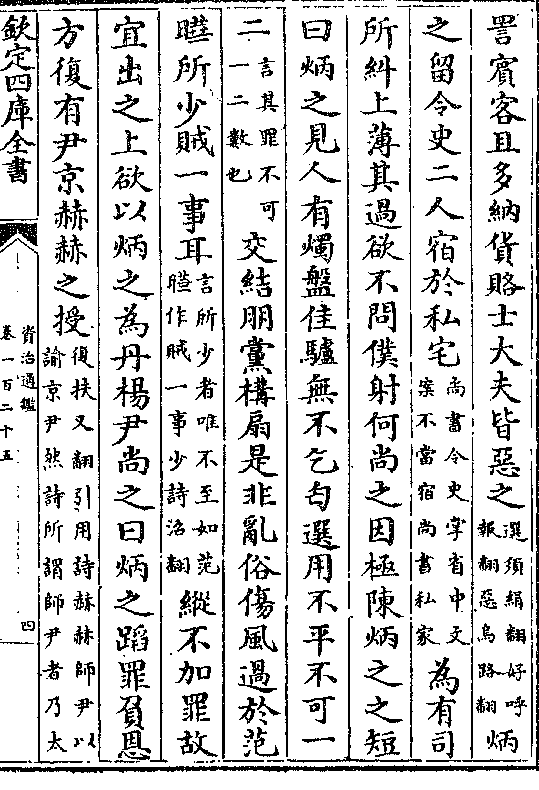 詈賓客且多納貨賂士大夫皆惡之選須絹翻好呼報翻惡烏路翻炳
之留令史二人宿於私宅尚書令史掌省中文案不當宿尚書私家為有司
所糾上薄其過欲不問僕射何尚之因極陳炳之之短
曰炳之見人有燭盤佳驢無不乞匄選用不平不可一
二言其罪不可一二數也交結朋黨構扇是非亂俗傷風過於范
㬋所少賊一事耳言所少者唯不至如范㬋作賊一事少詩沼翻縱不加罪故
宜出之上欲以炳之為丹楊尹尚之曰炳之蹈罪負恩
方復有尹京赫赫之授復扶又翻引用詩赫赫師尹以諭京尹然詩所謂師尹者乃太
欽定四庫全書
資治通鑑
卷一百二十五
四